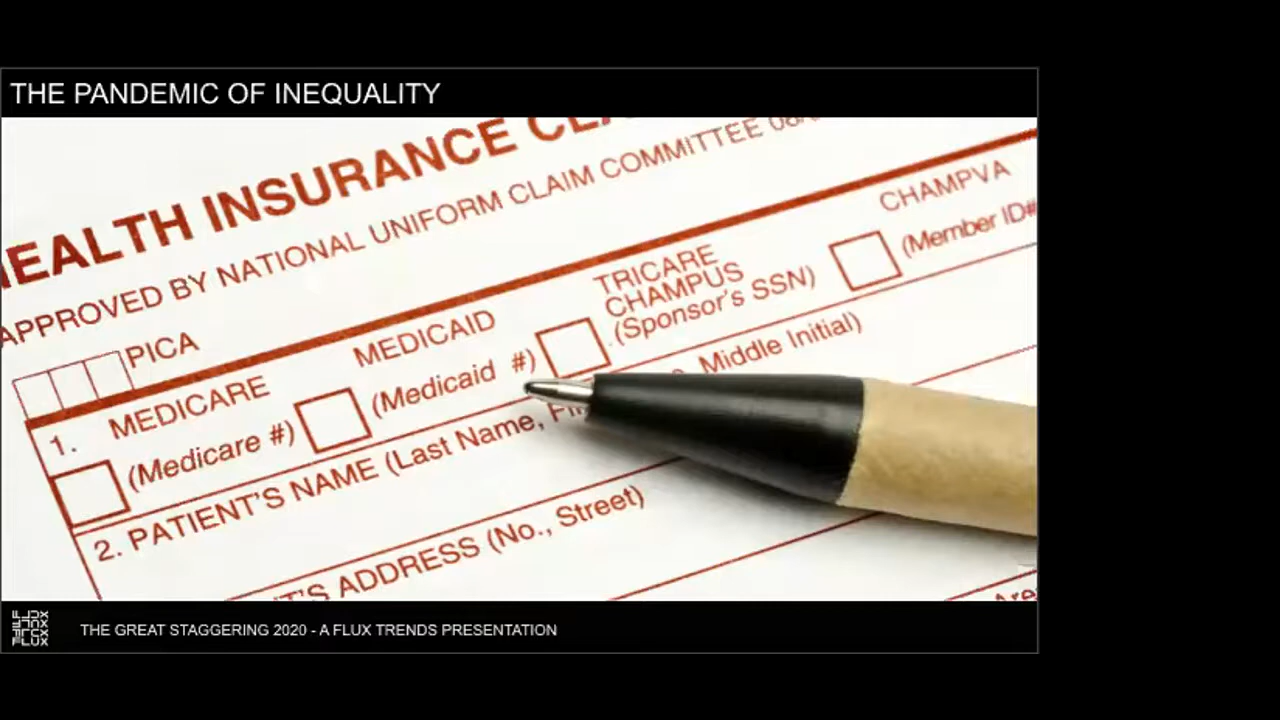 THE PANDEMIC OF INEQUALITY
HEALTH INSURANCE
APPROVED BY NATIONAL UNIFORM CLAIM COMMITTEE
PICA
CHAMPVA
(Member ID#
TRICARE
CHAMPUS
(Sponsor's SSN)
MEDICAID
(Medicaid #)
1. MEDICARE
(Medicare #)
2. PATIENT'S NAME (Last Name, Middle Initial)
ADDRESS (No., Street)
FLUX
THE GREAT STAGGERING 2020 - A FLUX TRENDS PRESENTATION